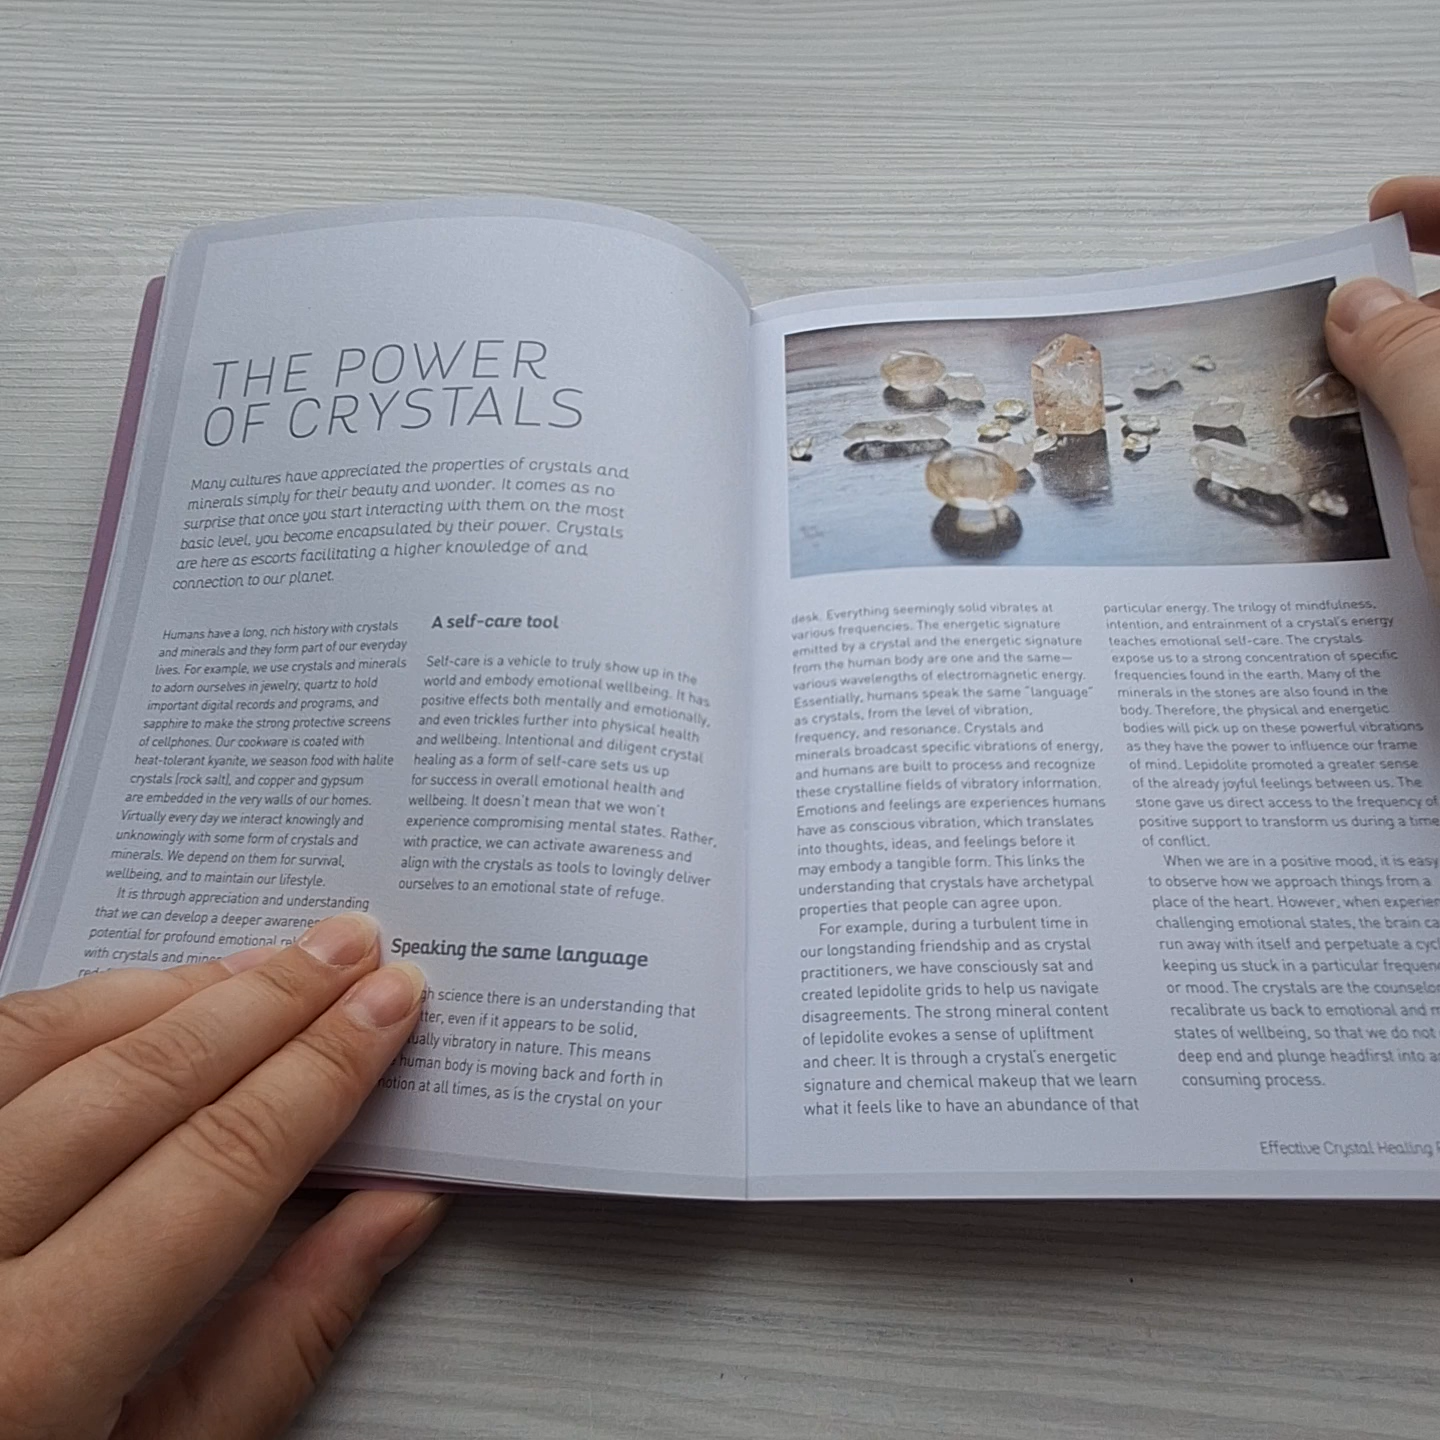 THE POWER
OF CRYSTALS
Many cultures have appreciated the properties of crystals and
minerals simply for their beauty and wonder. It comes as no
surprise that once you start interacting with them on the most
basic level, you become encapsulated by their power. Crystals
are here as escorts facilitating a higher knowledge of and
connection to our planet.
Humans have a long, rich history with crystals
and minerals and they form part of our everyday
lives. For example, we use crystals and minerals
to adorn ourselves in jewelry, quartz to hold
important digital records and programs, and
sapphire to make the strong protective screens
of cellphones. Our cookware is coated with
heat-tolerant kyanite, we season food with halite
crystals (rock salt), and copper and gypsum
are embedded in the very walls of our homes.
Virtually every day we interact knowingly and
unknowingly with some form of crystals and
minerals. We depend on them for survival,
wellbeing, and to maintain our lifestyle.
It is through appreciation and understanding
that we can develop a deeper
potential for profound emotional
with crystals and
A self-care tool
Self-care is a vehicle to truly show up in the
world and embody emotional wellbeing. It has
positive effects both mentally and emotionally,
and even trickles further into physical health
and wellbeing. Intentional and diligent crystal
healing as a form of self-care sets us up
for success in overall emotional health and
wellbeing. It doesn't mean that we won't
experience compromising mental states. Rather,
with practice, we can activate awareness and
align with the crystals as tools to lovingly deliver
ourselves to an emotional state of refuge.
Speaking the same language
science there is an understanding that
even if it appears to be solid,
vibratory in nature. This means
human body is moving back and forth in
at all times, as is the crystal on your
desk. Everything seemingly solid vibrates at
various frequencies. The energetic signature
emitted by a crystal and the energetic signature
from the human body are one and the same—
various wavelengths of electromagnetic energy.
Essentially, humans speak the same "language"
as crystals, from the level of vibration,
frequency, and resonance. Crystals and
minerals broadcast specific vibrations of energy,
and humans are built to process and recognize
these crystalline fields of vibratory information.
Emotions and feelings are experiences humans
have as conscious vibration, which translates
into thoughts, ideas, and feelings before it
may embody a tangible form. This links the
understanding that crystals have archetypal
properties that people can agree upon.
For example, during a turbulent time in
our longstanding friendship and as crystal
practitioners, we have consciously sat and
created lepidolite grids to help us navigate
disagreements. The strong mineral content
of lepidolite evokes a sense of upliftment
and cheer. It is through a crystal's energetic
signature and chemical makeup that we learn
what it feels like to have an abundance of that
particular energy. The trilogy of mindfulness,
intention, and entrainment of a crystal's energy
teaches emotional self-care. The crystals
expose us to a strong concentration of specific
frequencies found in the earth. Many of the
minerals in the stones are also found in the
body. Therefore, the physical and energetic
bodies will pick up on these powerful vibrations
as they have the power to influence our frame
of mind. Lepidolite promoted a greater sense
of the already joyful feelings between us. The
stone gave us direct access to the frequency of
positive support to transform us during a time
of conflict.
When we are in a positive mood, it is easy
to observe how we approach things from a
place of the heart. However, when
challenging emotional states, the brain
run away with itself and perpetuate a
keeping us stuck in a particular
or mood. The crystals are the
recalibrate us back to emotional and
states of wellbeing, so that we do not
deep end and plunge headfirst into
consuming process.
Effective Crystal Healing